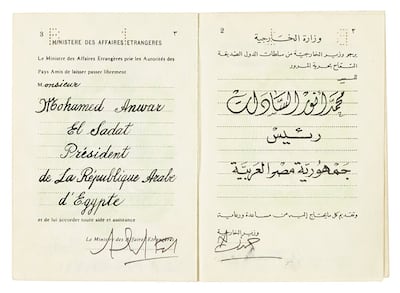 3
٣
MINISTERE DES AFFAIRES ETRANGERES
Le Ministre des Affaires Etrangères prie les Autorités des
Pays Amis de laisser passer librement
Monsieur
Mohamed Anwar
El Sadat
Président
de La République Arabe
d'Egypte
et de lui accorder toute aide et assistance
Le Ministre des Affaires Etrangères
2
٢
وزارة الخارجية
يرجو وزير الخارجية من سلطات الدول الصديقة
السماح بحرية المرور
للسيد
محمد أنور السادات
رئيس
جمهورية مصر العربية
وتقديم كل ما يحتاج إليه من مساعدة ورعاية
وزير الخارجية